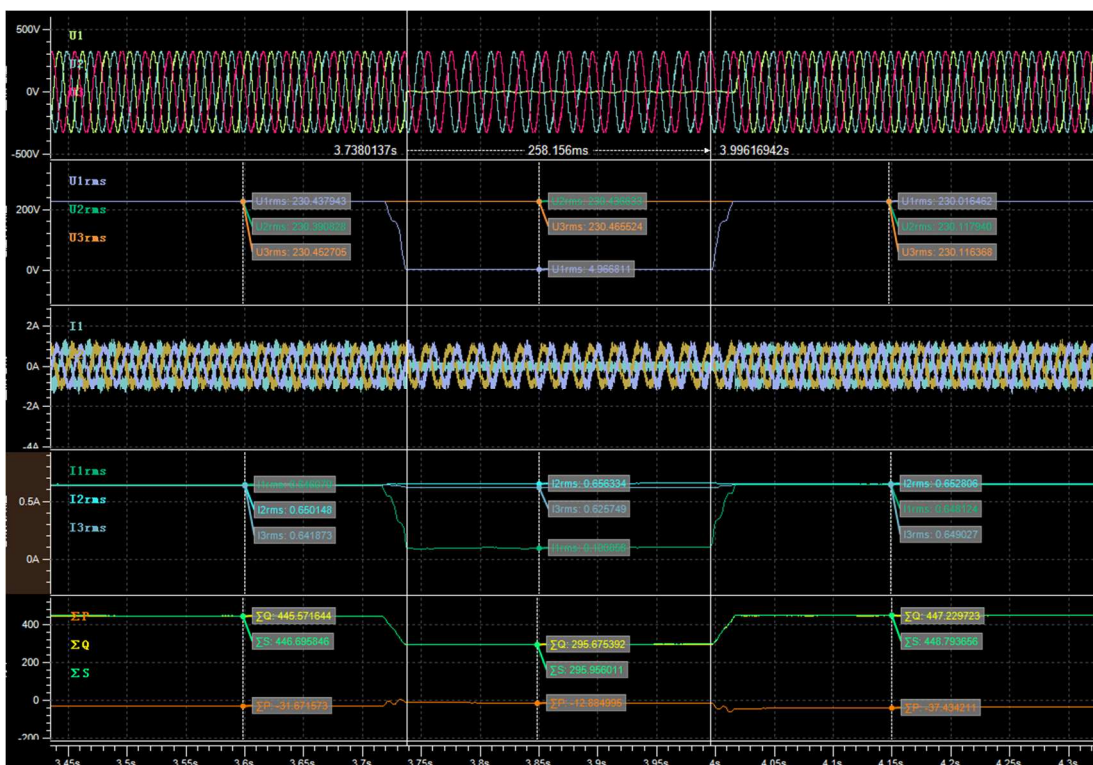 500V
U1
U2
0V
-500V
3.7380137s
258.156ms
3.99616942s
U1rms
200V
U2rms
U3rms
0V
U1rms: 230.437943
U2rms: 230.390828
U3rms: 230.452705
U3rms: 230.465524
U1rms: 4.966811
U1rms: 230.016462
U2rms: 230.117940
U3rms: 230.116368
2A
I1
0A
-2A
-4A
I1rms
0.5A
I2rms
I3rms
0A
I2rms: 0.650148
I3rms: 0.641873
I2rms: 0.656334
I3rms: 0.625749
I2rms: 0.652806
I1rms: 0.648124
I3rms: 0.649027
ΣP
400
ΣQ
200
ΣS
0
-200
ΣQ: 445.571644
ΣS: 446.695846
ΣP: -31.671573
ΣQ: 295.675392
ΣS: 295.956011
ΣP: -12.884995
ΣQ: 447.229723
ΣS: 448.793656
ΣP: -37.434211
3.45s 3.5s 3.55s 3.6s 3.65s 3.7s 3.75s 3.8s 3.85s 3.9s 3.95s 4s 4.05s 4.1s 4.15s 4.2s 4.25s 4.3s